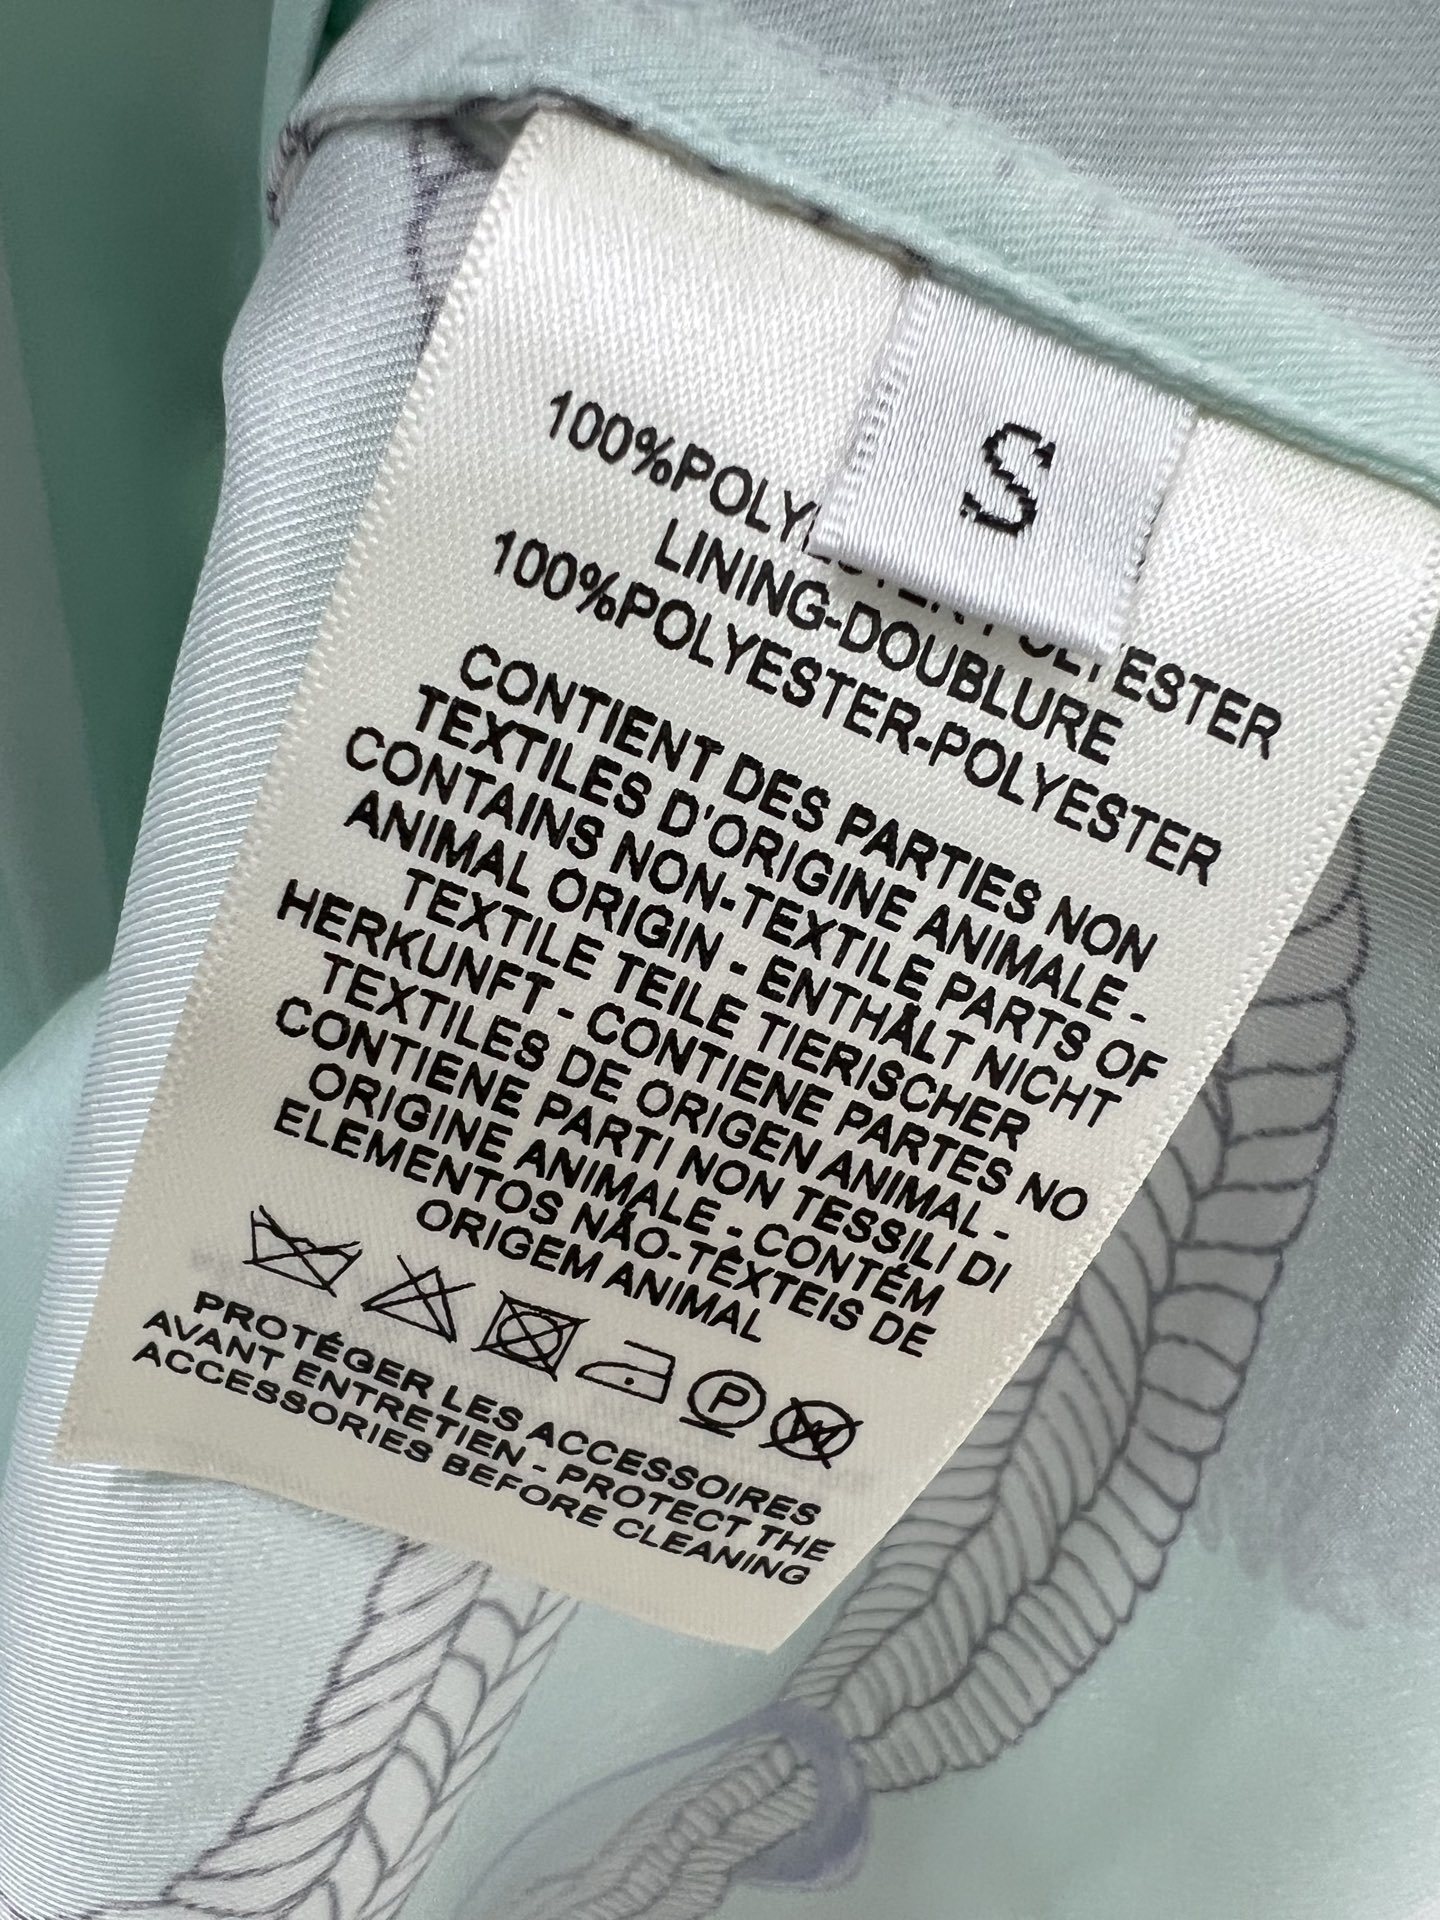 S
100%POLYESTER-POLYESTER
LINING-DOUBLURE
100%POLYESTER-POLYESTER
CONTIENT DES PARTIES NON
TEXTILES D'ORIGINE ANIMALE -
CONTAINS NON-TEXTILE PARTS OF
ANIMAL ORIGIN - ENTHÄLT NICHT
TEXTILE TEILE TIERISCHER
HERKUNFT - CONTIENE PARTES NO
TEXTILES DE ORIGEN ANIMAL -
CONTIENE PARTI NON TESSILI DI
ORIGINE ANIMALE - CONTÉM
ELEMENTOS NÃO-TÊXTEIS DE
ORIGEM ANIMAL
P W
PROTÉGER LES ACCESSOIRES
AVANT ENTRETIEN - PROTECT THE
ACCESSORIES BEFORE CLEANING